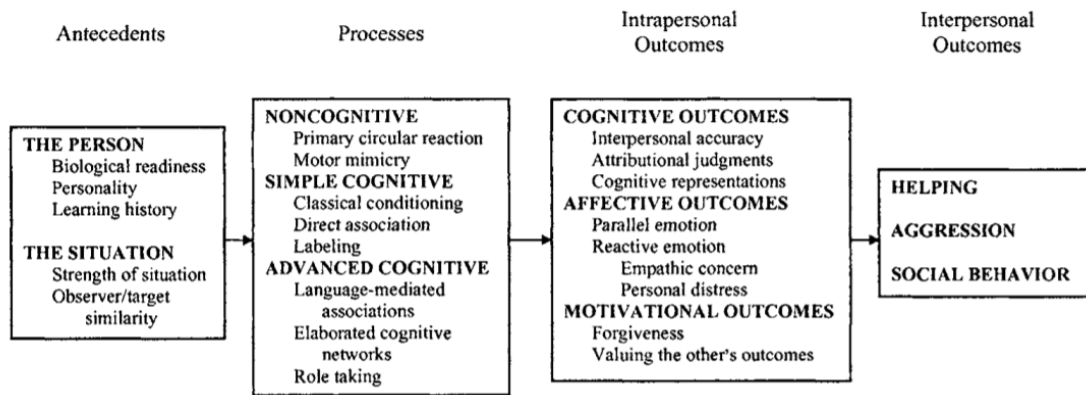 Antecedents
Processes
Intrapersonal
Outcomes
Interpersonal
Outcomes
THE PERSON
Biological readiness
Personality
Learning history
THE SITUATION
Strength of situation
Observer/target
similarity
NONCOGNITIVE
Primary circular reaction
Motor mimicry
SIMPLE COGNITIVE
Classical conditioning
Direct association
Labeling
ADVANCED COGNITIVE
Language-mediated
associations
Elaborated cognitive
networks
Role taking
COGNITIVE OUTCOMES
Interpersonal accuracy
Attributional judgments
Cognitive representations
AFFECTIVE OUTCOMES
Parallel emotion
Reactive emotion
Empathic concern
Personal distress
MOTIVATIONAL OUTCOMES
Forgiveness
Valuing the other's outcomes
HELPING
AGGRESSION
SOCIAL BEHAVIOR